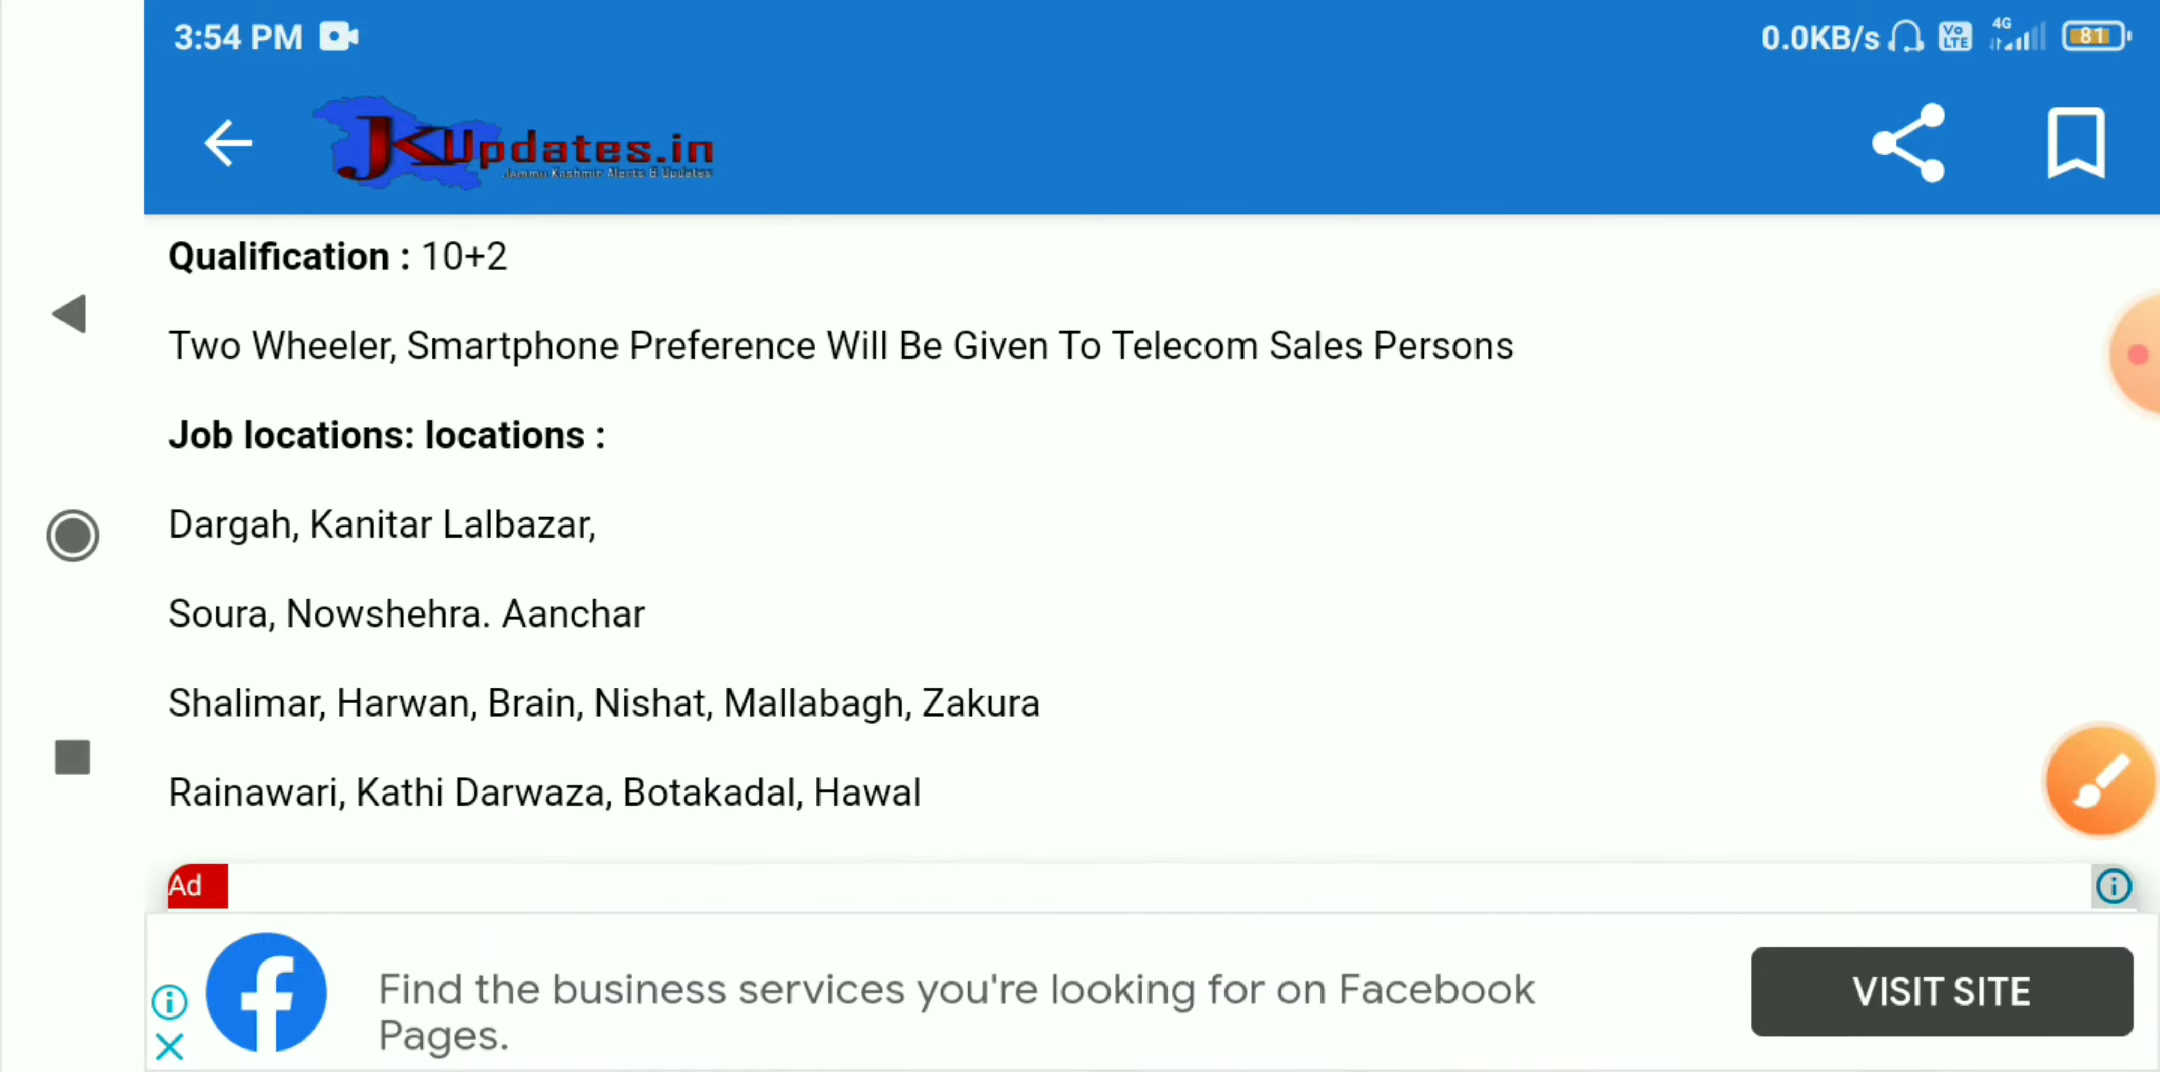 3:54 PM 0.0KB/s Vo LTE 4G 81
JKUpdates.in
Jammu Kashmir Alerts & Updates
Qualification : 10+2
Two Wheeler, Smartphone Preference Will Be Given To Telecom Sales Persons
Job locations: locations :
Dargah, Kanitar Lalbazar,
Soura, Nowshehra. Aanchar
Shalimar, Harwan, Brain, Nishat, Mallabagh, Zakura
Rainawari, Kathi Darwaza, Botakadal, Hawal
Ad
Find the business services you're looking for on Facebook
Pages.
VISIT SITE